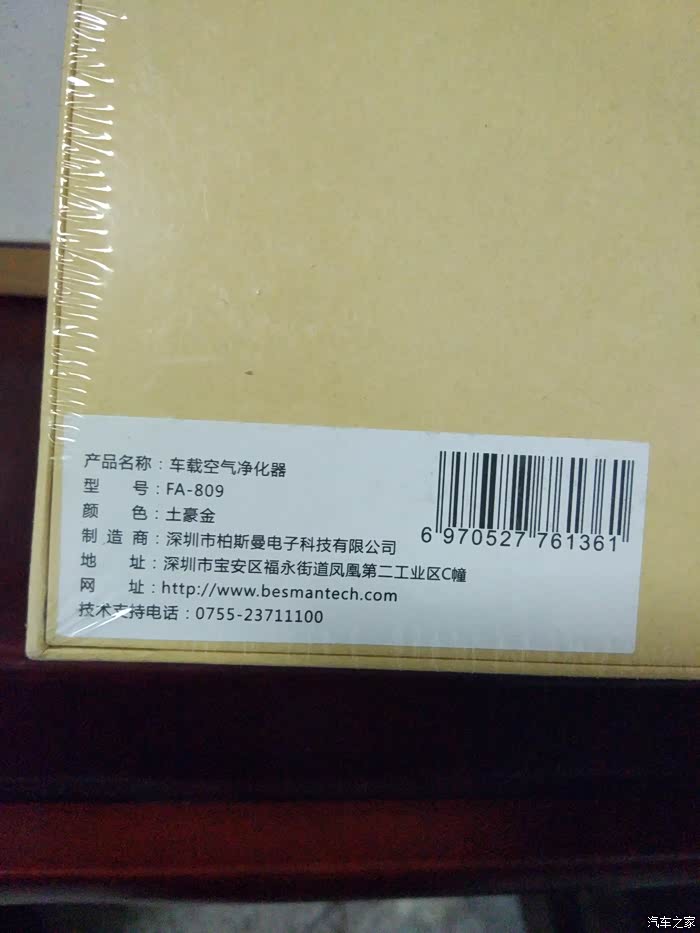 产品名称：车载空气净化器
型 号：FA-809
颜 色：土豪金
制 造 商：深圳市柏斯曼电子科技有限公司
地 址：深圳市宝安区福永街道凤凰第二工业区C幢
网 址：http://www.besmantech.com
技术支持电话：0755-23711100
6 970527 761361
汽车之家